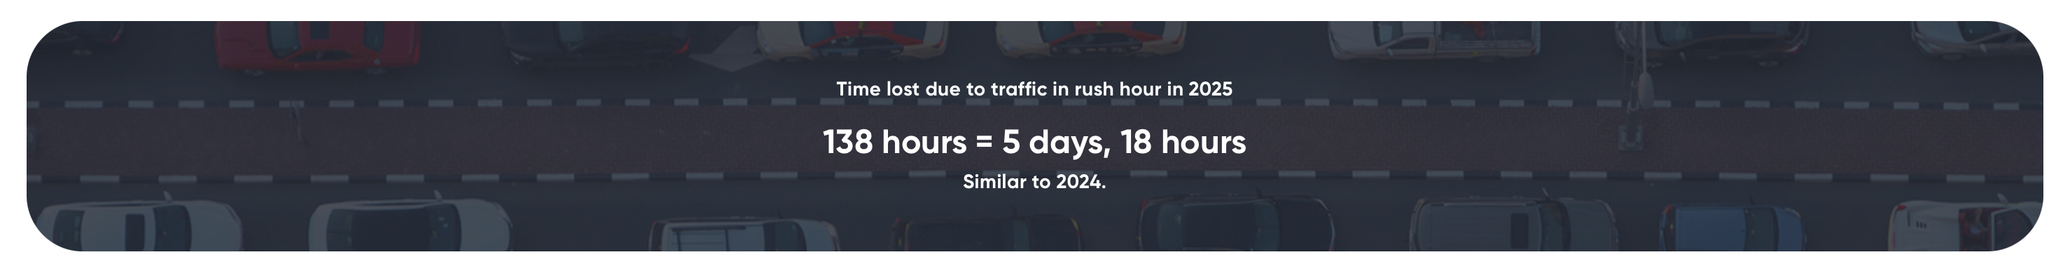 Time lost due to traffic in rush hour in 2025
138 hours = 5 days, 18 hours
Similar to 2024.